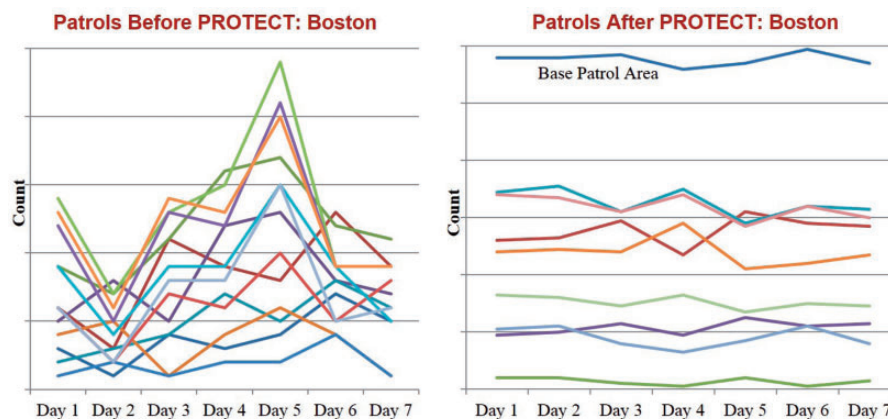 Patrols Before PROTECT: Boston
Count
Day 1 Day 2 Day 3 Day 4 Day 5 Day 6 Day 7
Patrols After PROTECT: Boston
Base Patrol Area
Count
Day 1 Day 2 Day 3 Day 4 Day 5 Day 6 Day 7